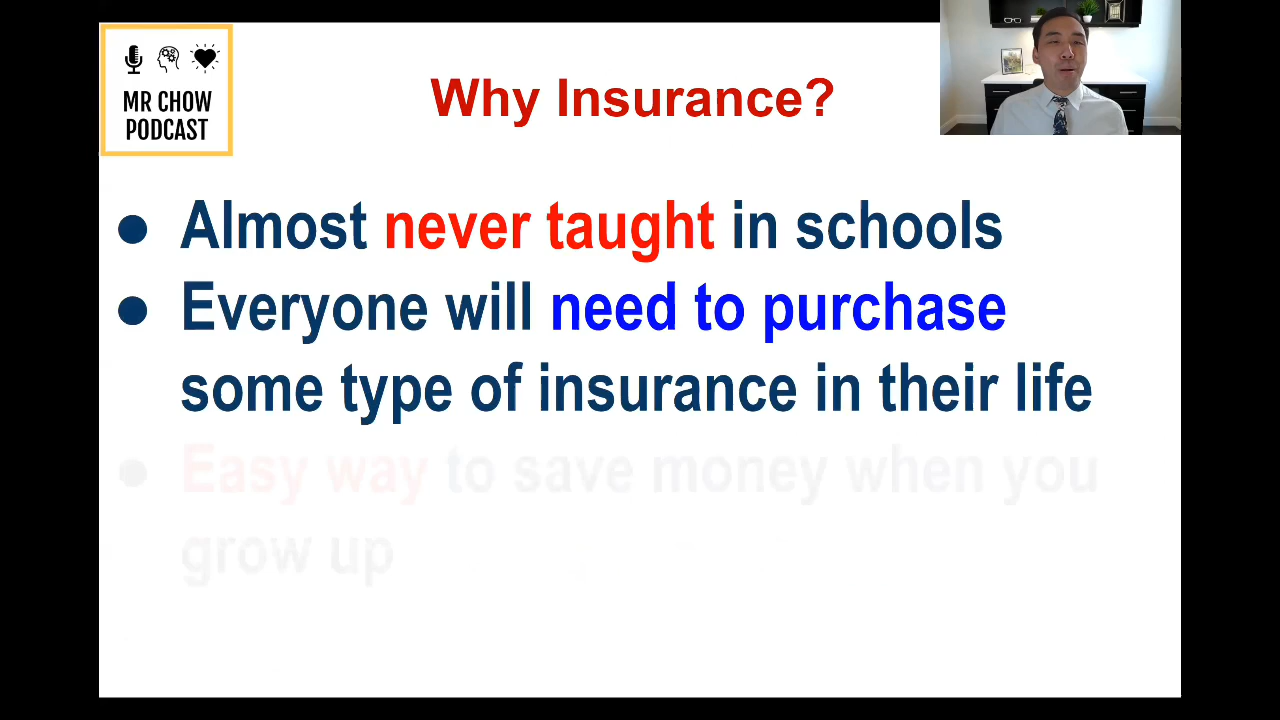 MR CHOW
PODCAST
Why Insurance?
● Almost never taught in schools
● Everyone will need to purchase
some type of insurance in their life
● Easy way to save money when you
grow up